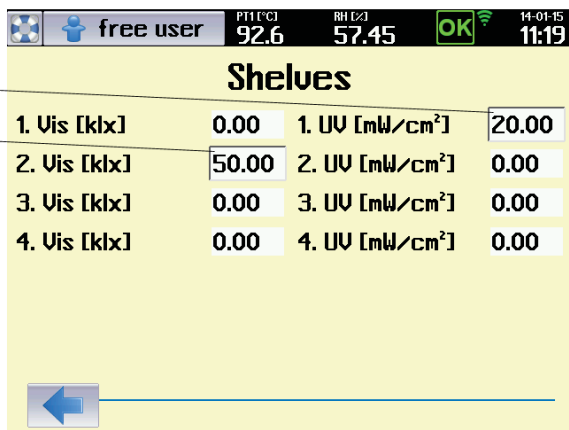 free user PT1 [°C] RH [%] 14-01-15
92.6 57.45 OK 11:19
Shelves
1. Vis [klx] 0.00 1. UV [mW/cm²] 20.00
2. Vis [klx] 50.00 2. UV [mW/cm²] 0.00
3. Vis [klx] 0.00 3. UV [mW/cm²] 0.00
4. Vis [klx] 0.00 4. UV [mW/cm²] 0.00